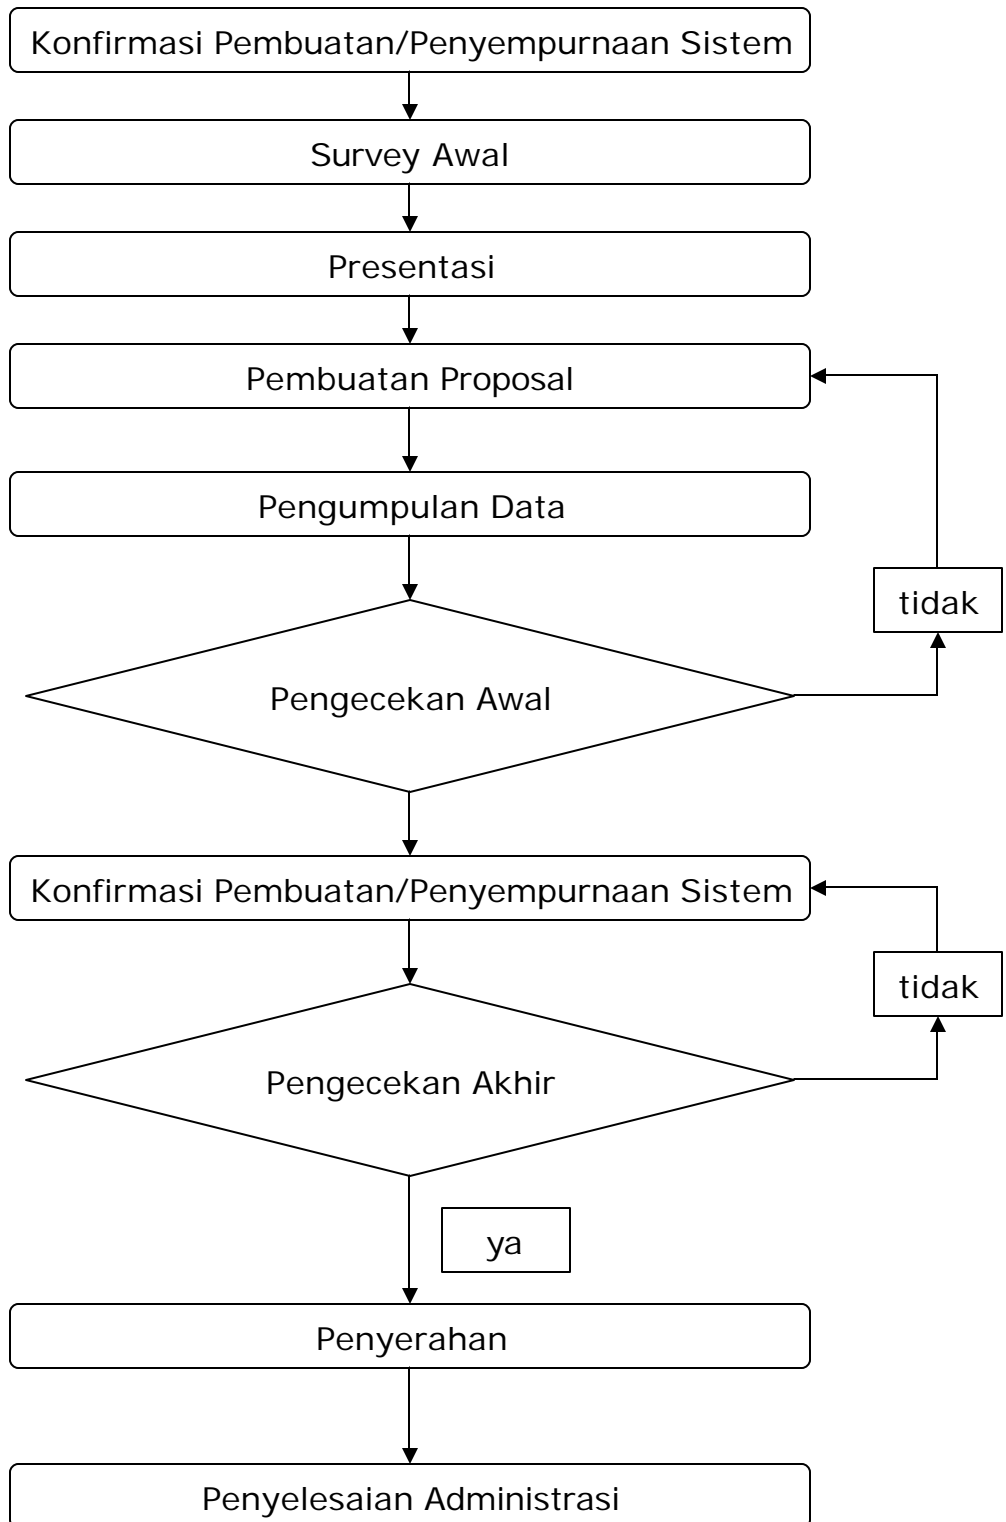 Konfirmasi Pembuatan/Penyempurnaan Sistem
Survey Awal
Presentasi
Pembuatan Proposal
Pengumpulan Data
tidak
Pengecekan Awal
Konfirmasi Pembuatan/Penyempurnaan Sistem
tidak
Pengecekan Akhir
ya
Penyerahan
Penyelesaian Administrasi